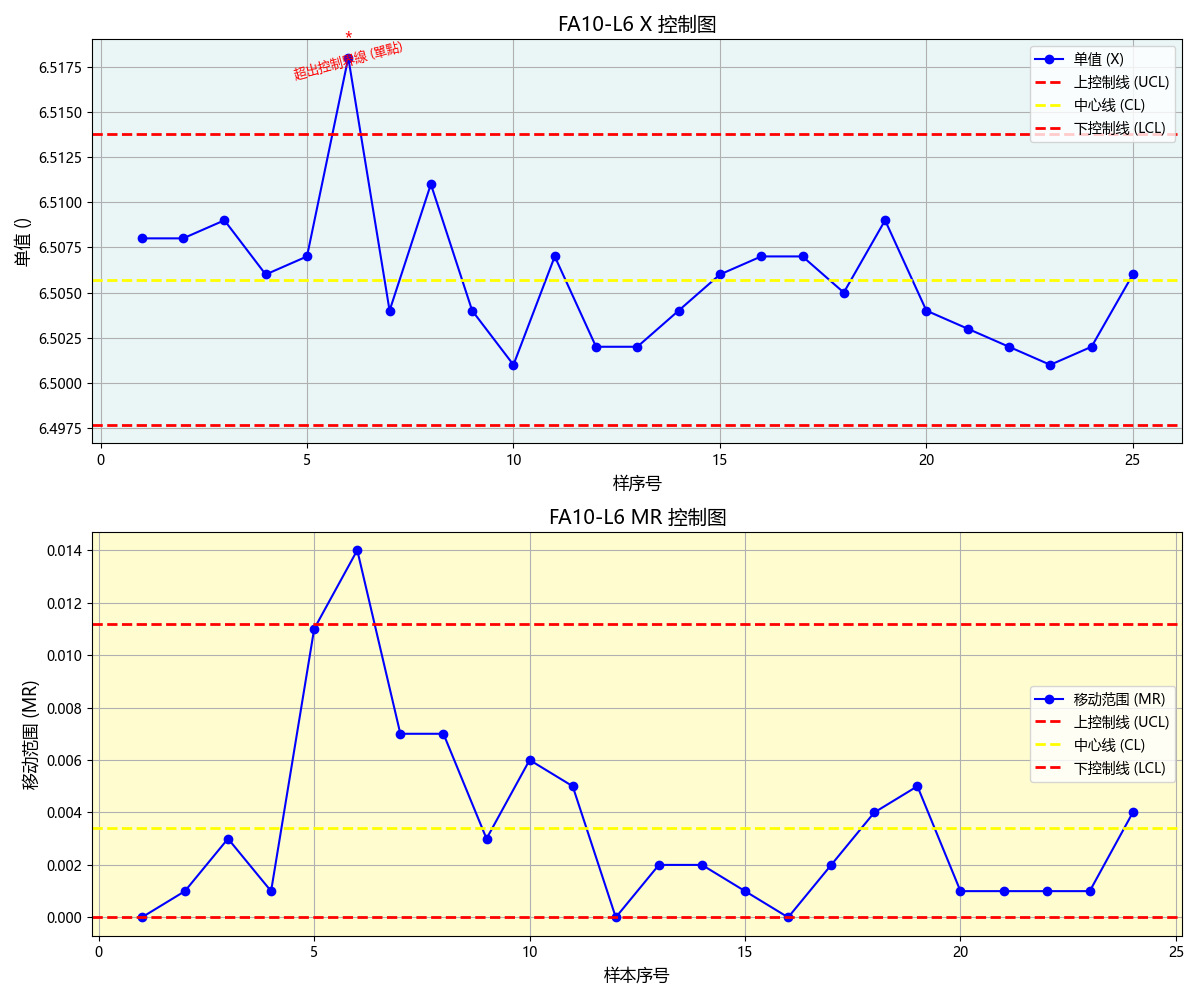 FA10-L6 X 控制图
*
超出控制界線 (單點)
6.5175
6.5150
6.5125
6.5100
6.5075
6.5050
6.5025
6.5000
6.4975
单值 ()
单值 (X)
上控制线 (UCL)
中心线 (CL)
下控制线 (LCL)
0 5 10 15 20 25
样序号
FA10-L6 MR 控制图
0.014
0.012
0.010
0.008
0.006
0.004
0.002
0.000
移动范围 (MR)
移动范围 (MR)
上控制线 (UCL)
中心线 (CL)
下控制线 (LCL)
0 5 10 15 20 25
样本序号